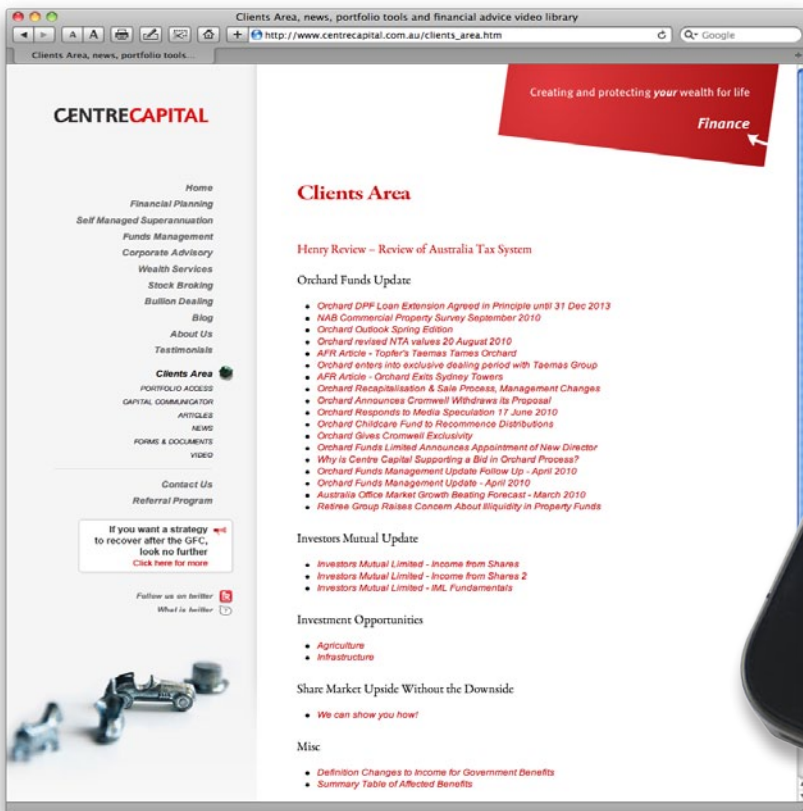 Clients Area, news, portfolio tools and financial advice video library
A A
http://www.centrecapital.com.au/clients_area.htm
Google
Clients Area, news, portfolio tools...
CENTRECAPITAL
Creating and protecting your wealth for life
Finance
Home
Financial Planning
Self Managed Superannuation
Funds Management
Corporate Advisory
Wealth Services
Stock Broking
Bullion Dealing
Blog
About Us
Testimonials
Clients Area
PORTFOLIO ACCESS
CAPITAL COMMUNICATOR
ARTICLES
NEWS
FORMS & DOCUMENTS
VIDEO
Contact Us
Referral Program
If you want a strategy
to recover after the GFC,
look no further
Click here for more
Follow us on twitter
What is twitter ?
Clients Area
Henry Review – Review of Australia Tax System
Orchard Funds Update
Orchard DPF Loan Extension Agreed in Principle until 31 Dec 2013
NAB Commercial Property Survey September 2010
Orchard Outlook Spring Edition
Orchard revised NTA values 20 August 2010
AFR Article - Topfer's Taemas Tames Orchard
Orchard enters into exclusive dealing period with Taemas Group
AFR Article - Orchard Exits Sydney Towers
Orchard Recapitalisation & Sale Process, Management Changes
Orchard Announces Cromwell Withdraws its Proposal
Orchard Responds to Media Speculation 17 June 2010
Orchard Childcare Fund to Recommence Distributions
Orchard Gives Cromwell Exclusivity
Orchard Funds Limited Announces Appointment of New Director
Why is Centre Capital Supporting a Bid in Orchard Process?
Orchard Funds Management Update Follow Up - April 2010
Orchard Funds Management Update - April 2010
Australia Office Market Growth Beating Forecast - March 2010
Retiree Group Raises Concern About Illiquidity in Property Funds
Investors Mutual Update
Investors Mutual Limited - Income from Shares
Investors Mutual Limited - Income from Shares 2
Investors Mutual Limited - IML Fundamentals
Investment Opportunities
Agriculture
Infrastructure
Share Market Upside Without the Downside
We can show you how!
Misc
Definition Changes to Income for Government Benefits
Summary Table of Affected Benefits